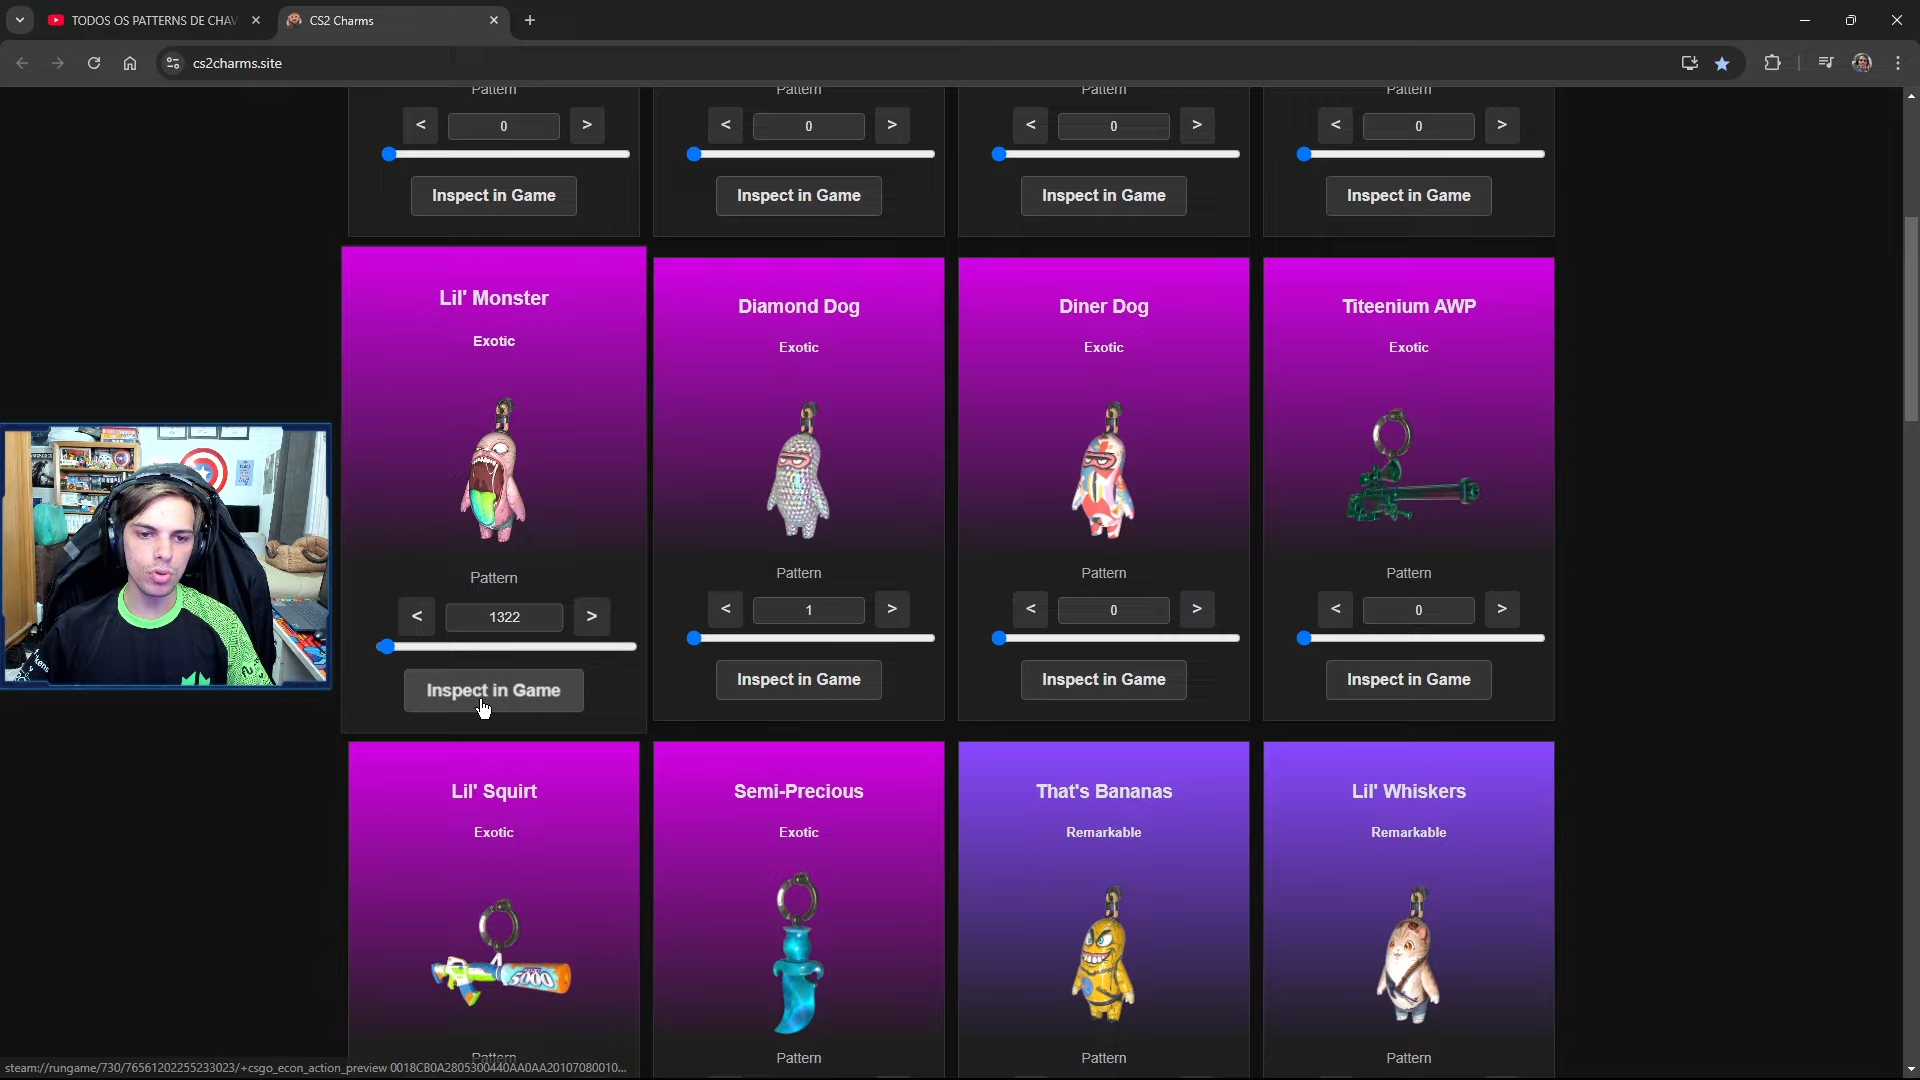 TODOS OS PATTERNS DE CHAV
CS2 Charms
cs2charms.site
Pattern Pattern Pattern Pattern
< 0 > < 0 > < 0 > < 0 >
Inspect in Game Inspect in Game Inspect in Game Inspect in Game
Lil' Monster
Exotic
Pattern
< 1322 >
Inspect in Game
Diamond Dog
Exotic
Pattern
< 1 >
Inspect in Game
Diner Dog
Exotic
Pattern
< 0 >
Inspect in Game
Titeenium AWP
Exotic
Pattern
< 0 >
Inspect in Game
Lil' Squirt
Exotic
5000
Pattern
Semi-Precious
Exotic
Pattern
That's Bananas
Remarkable
Pattern
Lil' Whiskers
Remarkable
Pattern
steam://rungame/730/76561202255233023/+csgo_econ_action_preview 0018CB0A2805300440AA0AA20107080010...